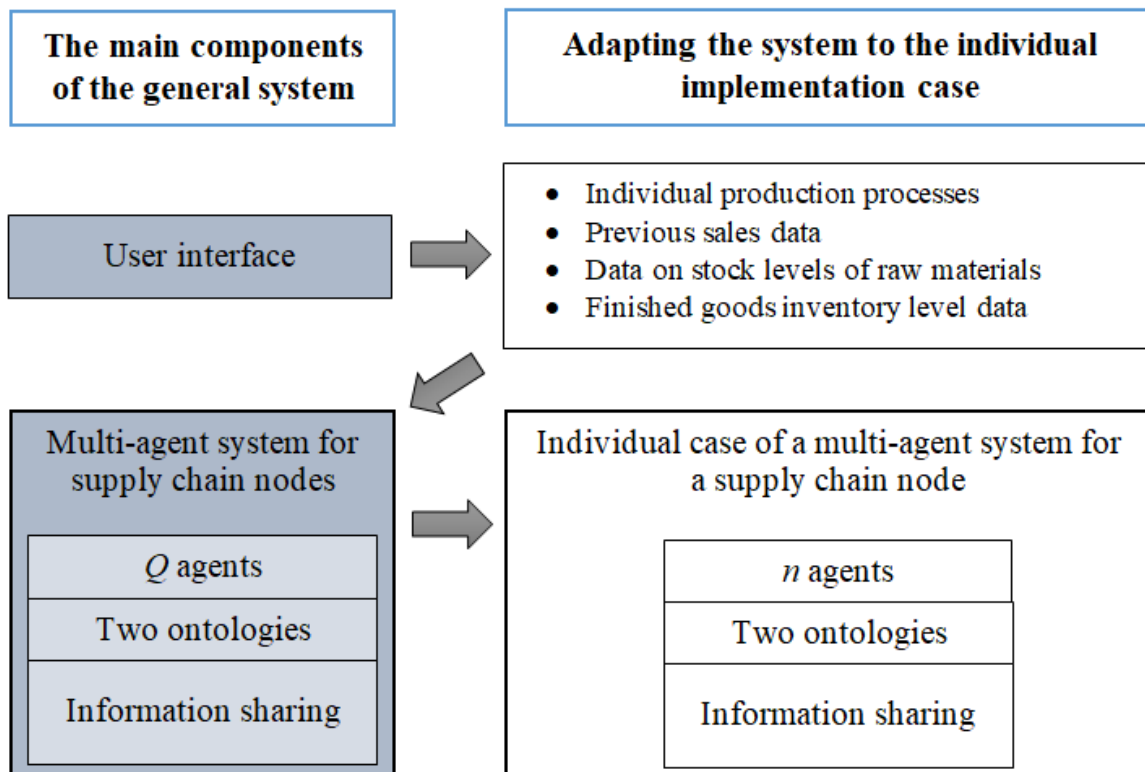 The main components
of the general system
Adapting the system to the individual
implementation case
User interface
• Individual production processes
• Previous sales data
• Data on stock levels of raw materials
• Finished goods inventory level data
Multi-agent system for
supply chain nodes
Q agents
Two ontologies
Information sharing
Individual case of a multi-agent system for
a supply chain node
n agents
Two ontologies
Information sharing